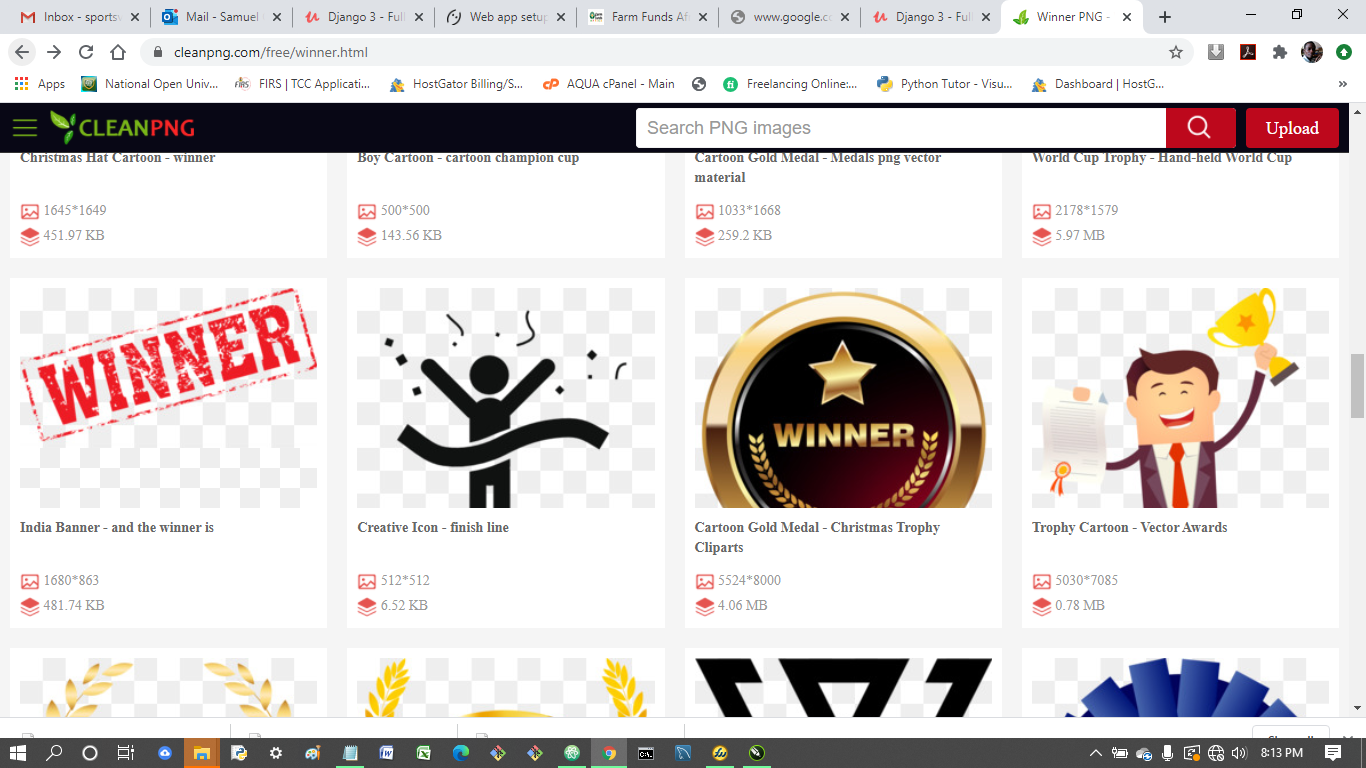 Inbox - sports
Mail - Samuel
Django 3 - Full
Web app setup
Farm Funds Af
www.google.co
Django 3 - Full
Winner PNG -
cleanpng.com/free/winner.html
Apps
National Open Univ...
FIRS | TCC Applicati...
HostGator Billing/S...
AQUA cPanel - Main
Freelancing Online:...
Python Tutor - Visu...
Dashboard | HostG...
»
CLEANPNG
Search PNG images
Upload
Christmas Hat Cartoon - winner
1645*1649
451.97 KB
Boy Cartoon - cartoon champion cup
500*500
143.56 KB
Cartoon Gold Medal - Medals png vector
material
1033*1668
259.2 KB
World Cup Trophy - Hand-held World Cup
2178*1579
5.97 MB
WINNER
India Banner - and the winner is
1680*863
481.74 KB
Creative Icon - finish line
512*512
6.52 KB
WINNER
Cartoon Gold Medal - Christmas Trophy
Cliparts
5524*8000
4.06 MB
Trophy Cartoon - Vector Awards
5030*7085
0.78 MB
8:13 PM